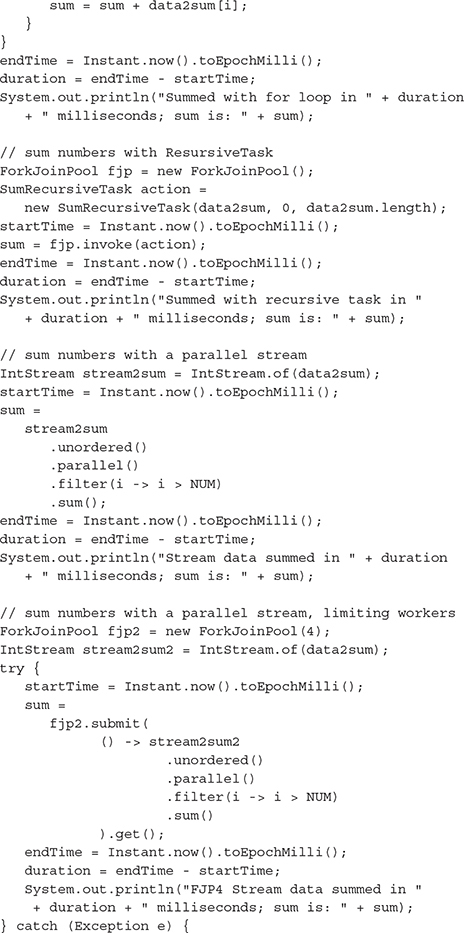 sum = sum + data2sum[i];
   }
}
endTime = Instant.now().toEpochMilli();
duration = endTime - startTime;
System.out.println("Summed with for loop in " + duration
   + " milliseconds; sum is: " + sum);

// sum numbers with ResursiveTask
ForkJoinPool fjp = new ForkJoinPool();
SumRecursiveTask action =
   new SumRecursiveTask(data2sum, 0, data2sum.length);
startTime = Instant.now().toEpochMilli();
sum = fjp.invoke(action);
endTime = Instant.now().toEpochMilli();
duration = endTime - startTime;
System.out.println("Summed with recursive task in "
   + duration + " milliseconds; sum is: " + sum);

// sum numbers with a parallel stream
IntStream stream2sum = IntStream.of(data2sum);
startTime = Instant.now().toEpochMilli();
sum =
   stream2sum
      .unordered()
      .parallel()
      .filter(i -> i > NUM)
      .sum();
endTime = Instant.now().toEpochMilli();
duration = endTime - startTime;
System.out.println("Stream data summed in " + duration
   + " milliseconds; sum is: " + sum);

// sum numbers with a parallel stream, limiting workers
ForkJoinPool fjp2 = new ForkJoinPool(4);
IntStream stream2sum2 = IntStream.of(data2sum);
try {
   startTime = Instant.now().toEpochMilli();
   sum =
      fjp2.submit(
            () -> stream2sum2
                    .unordered()
                    .parallel()
                    .filter(i -> i > NUM)
                    .sum()
            ).get();
   endTime = Instant.now().toEpochMilli();
   duration = endTime - startTime;
   System.out.println("FJP4 Stream data summed in "
    + duration + " milliseconds; sum is: " + sum);
} catch (Exception e) {